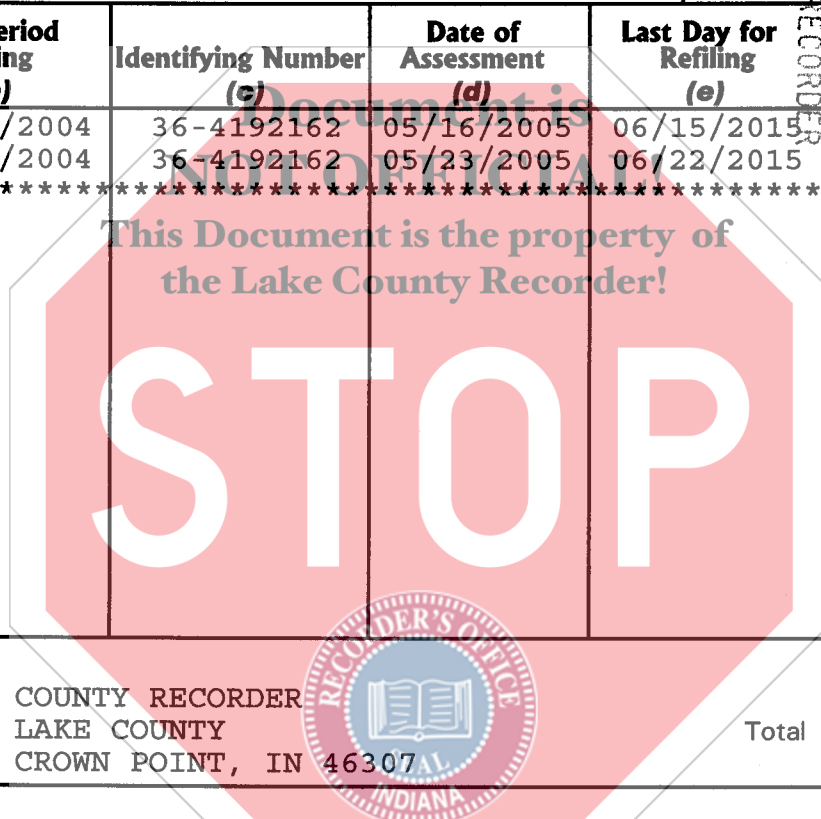 eriod
ing
)
Identifying Number
(c)
Date of
Assessment
(d)
Last Day for
Refiling
(e)
RECORDER
/2004 36-4192162 05/16/2005 06/15/2015
/2004 36-4192162 05/23/2005 06/22/2015
****************************************************
Document is
NOT OFFICIAL!
This Document is the property of
the Lake County Recorder!
STOP
COUNTY RECORDER
LAKE COUNTY
CROWN POINT, IN 46307
Total
RECORDER'S OFFICE
SEAL
INDIANA